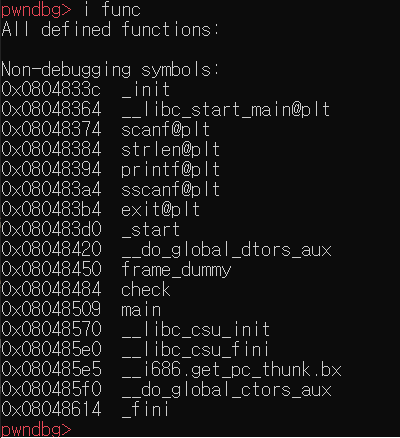 pwndbg> i func
All defined functions:
Non-debugging symbols:
0x0804833c _init
0x08048364 __libc_start_main@plt
0x08048374 scanf@plt
0x08048384 strlen@plt
0x08048394 printf@plt
0x080483a4 sscanf@plt
0x080483b4 exit@plt
0x080483d0 _start
0x08048420 __do_global_dtors_aux
0x08048450 frame_dummy
0x08048484 check
0x08048509 main
0x08048570 __libc_csu_init
0x080485e0 __libc_csu_fini
0x080485e5 __i686.get_pc_thunk.bx
0x080485f0 __do_global_ctors_aux
0x08048614 _fini
pwndbg>